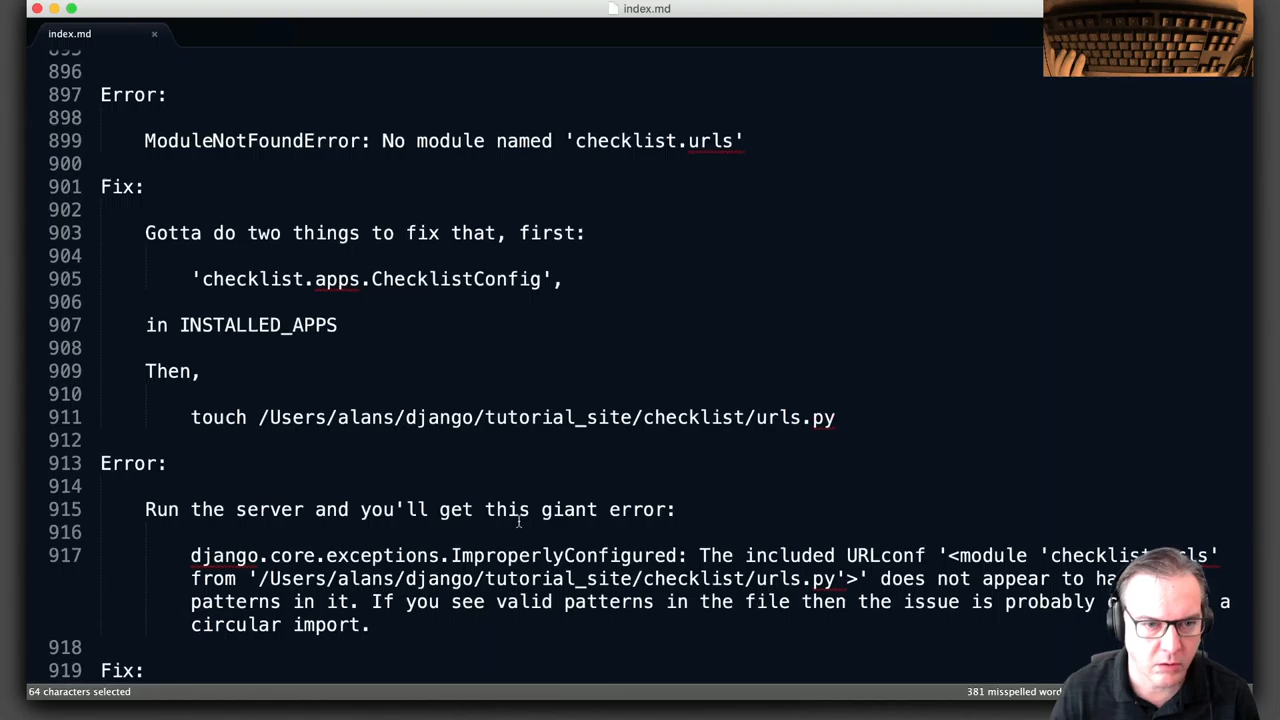 index.md
index.md ×
895
896
897 Error:
898
899 ModuleNotFoundError: No module named 'checklist.urls'
900
901 Fix:
902
903 Gotta do two things to fix that, first:
904
905 'checklist.apps.ChecklistConfig',
906
907 in INSTALLED_APPS
908
909 Then,
910
911 touch /Users/alans/django/tutorial_site/checklist/urls.py
912
913 Error:
914
915 Run the server and you'll get this giant error:
916
917 django.core.exceptions.ImproperlyConfigured: The included URLconf '<module 'checklist
from '/Users/alans/django/tutorial_site/checklist/urls.py'>' does not appear to
patterns in it. If you see valid patterns in the file then the issue is probably a
circular import.
918
919 Fix:
64 characters selected
381 misspelled